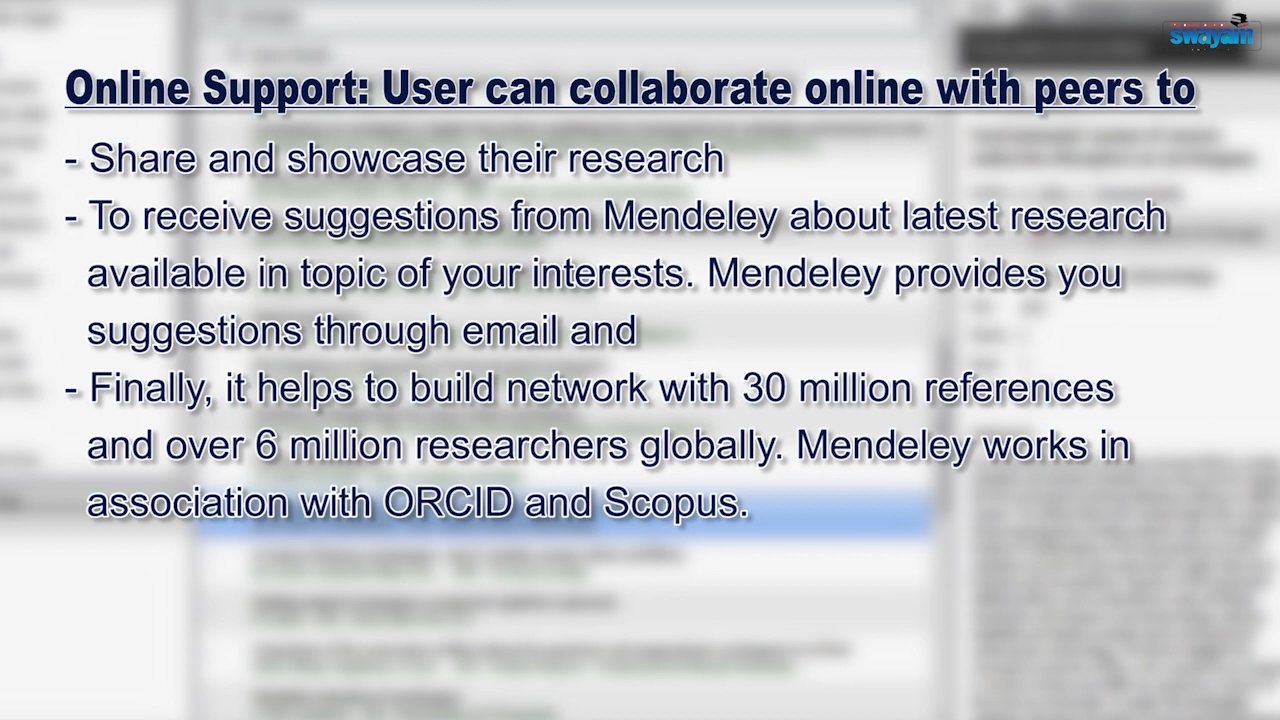 swayam
Online Support: User can collaborate online with peers to
- Share and showcase their research
- To receive suggestions from Mendeley about latest research
available in topic of your interests. Mendeley provides you
suggestions through email and
- Finally, it helps to build network with 30 million references
and over 6 million researchers globally. Mendeley works in
association with ORCID and Scopus.